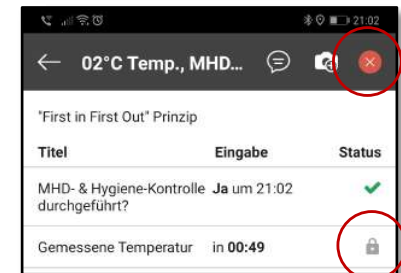 21:02
02°C Temp., MHD...
"First in First Out" Prinzip
Titel Eingabe Status
MHD- & Hygiene-Kontrolle Ja um 21:02
durchgeführt?
Gemessene Temperatur in 00:49